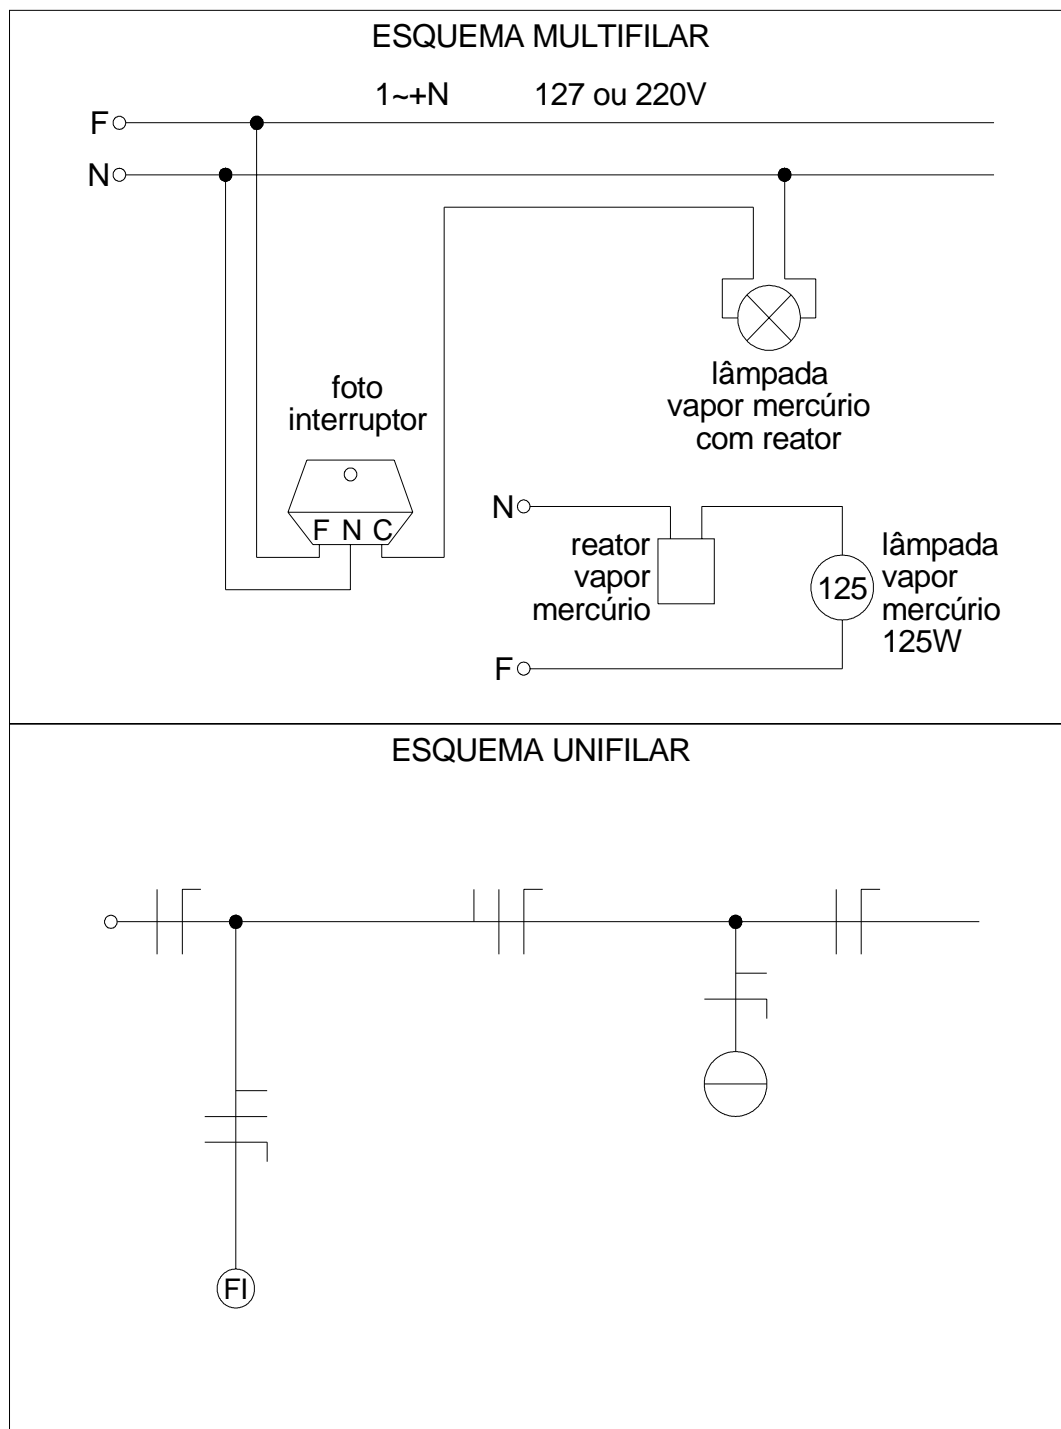 ESQUEMA MULTIFILAR
1~+N 127 ou 220V
F
N
lâmpada
vapor mercúrio
com reator
foto
interruptor
F N C
N
reator
vapor
mercúrio
125
lâmpada
vapor
mercúrio
125W
F
ESQUEMA UNIFILAR
FI